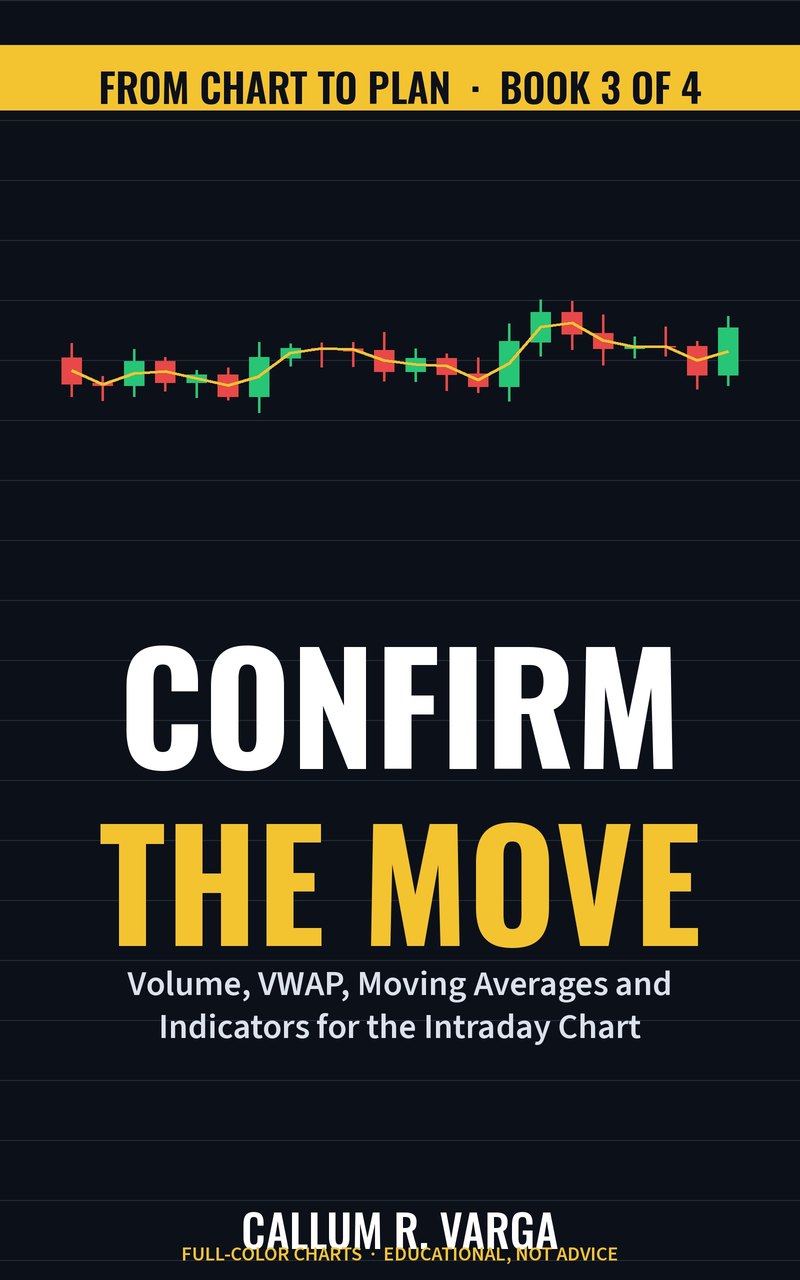 FROM CHART TO PLAN · BOOK 3 OF 4
CONFIRM
THE MOVE
Volume, VWAP, Moving Averages and
Indicators for the Intraday Chart
CALLUM R. VARGA
FULL-COLOR CHARTS · EDUCATIONAL, NOT ADVICE